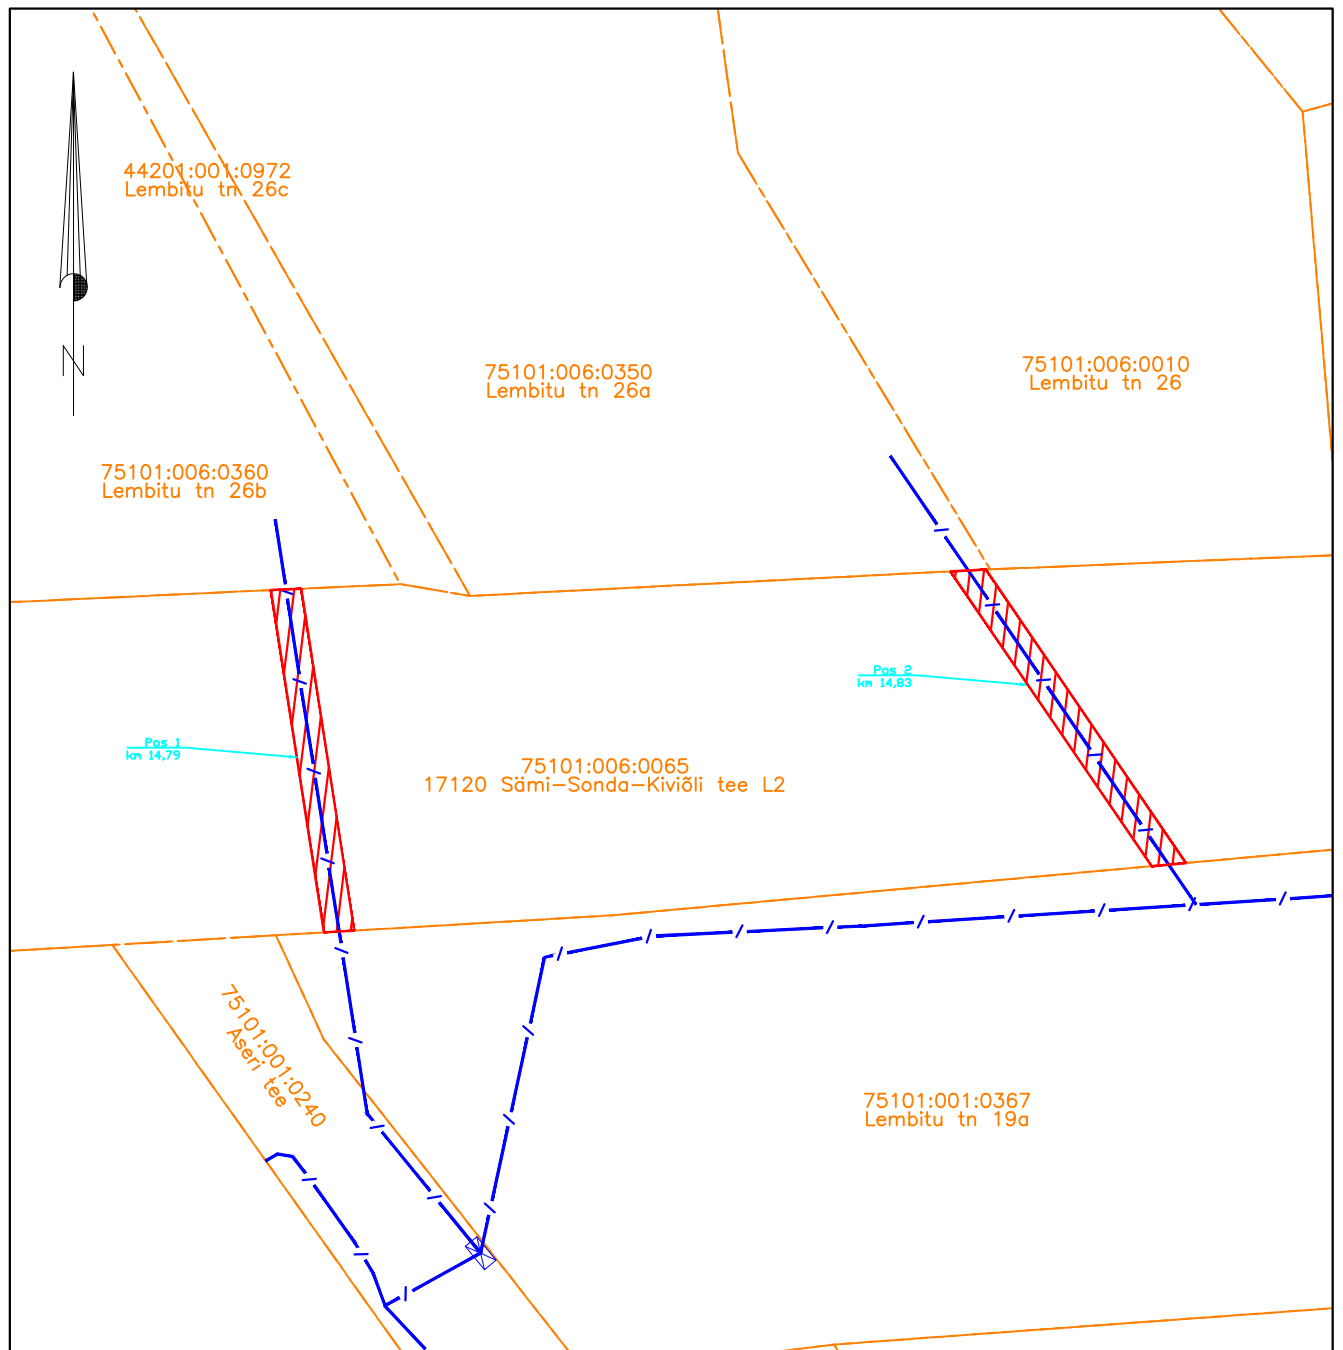 44201:001:0972
Lembitu tn 26c
N
75101:006:0350
Lembitu tn 26a
75101:006:0010
Lembitu tn 26
75101:006:0360
Lembitu tn 26b
Pos 2
km 14,83
Pos 1
km 14,79
75101:006:0065
17120 Sämi-Sonda-Kiviõli tee L2
75101:001:0240
Aseri tee
75101:001:0367
Lembitu tn 19a